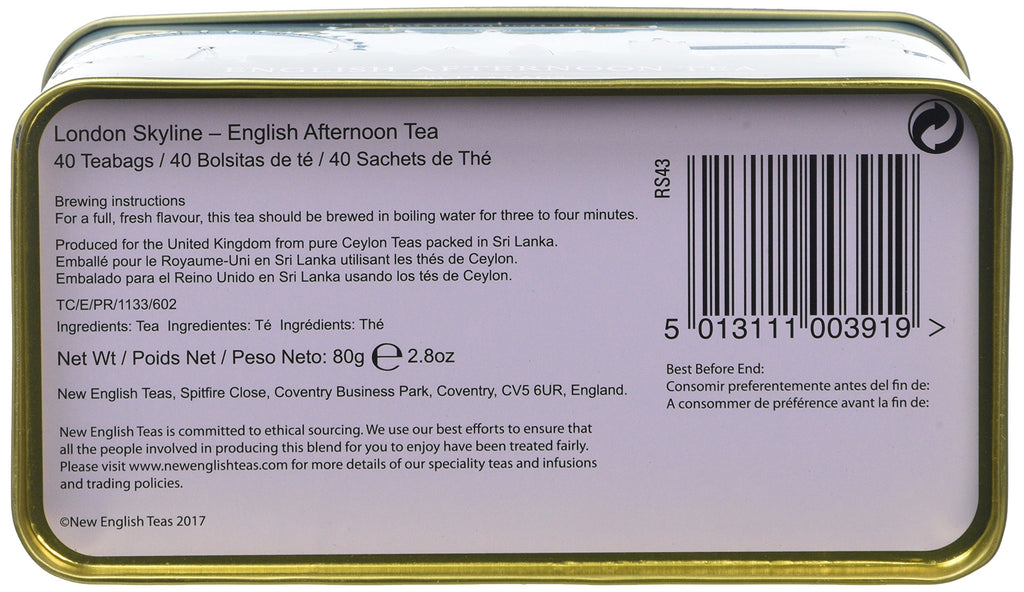 ENGLISH AFTERNOON TEA
London Skyline – English Afternoon Tea
40 Teabags / 40 Bolsitas de té / 40 Sachets de Thé
Brewing instructions
For a full, fresh flavour, this tea should be brewed in boiling water for three to four minutes.
Produced for the United Kingdom from pure Ceylon Teas packed in Sri Lanka.
Emballé pour le Royaume-Uni en Sri Lanka utilisant les thés de Ceylon.
Embalado para el Reino Unido en Sri Lanka usando los tés de Ceylon.
TC/E/PR/1133/602
Ingredients: Tea Ingredientes: Té Ingrédients: Thé
Net Wt / Poids Net / Peso Neto: 80g ℮ 2.8oz
New English Teas, Spitfire Close, Coventry Business Park, Coventry, CV5 6UR, England.
New English Teas is committed to ethical sourcing. We use our best efforts to ensure that
all the people involved in producing this blend for you to enjoy have been treated fairly.
Please visit www.newenglishteas.com for more details of our speciality teas and infusions
and trading policies.
©New English Teas 2017
RS43
5 013111 003919 >
Best Before End:
Consomir preferentemente antes del fin de:
A consommer de préférence avant la fin de: